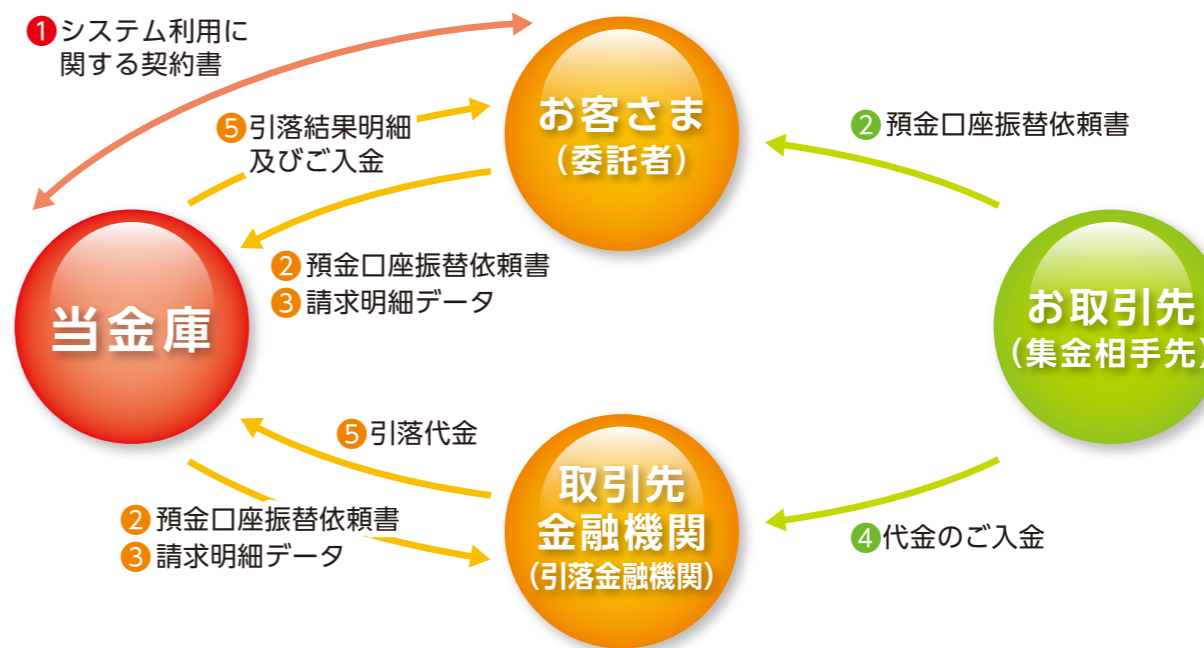 ❶システム利用に
関する契約書
❺引落結果明細
及びご入金
お客さま
（委託者）
❷預金口座振替依頼書
❷預金口座振替依頼書
❸請求明細データ
当金庫
お取引先
（集金相手先）
❺引落代金
❷預金口座振替依頼書
❸請求明細データ
取引先
金融機関
（引落金融機関）
❹代金のご入金